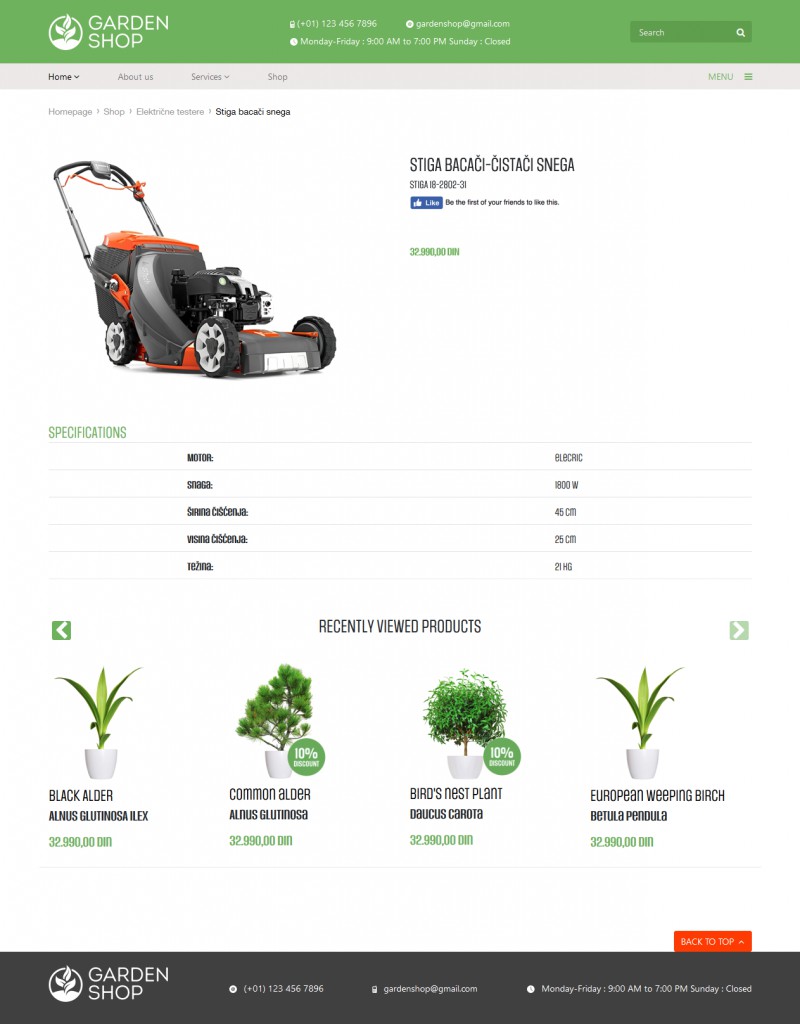 GARDEN
SHOP
(+01) 123 456 7896
gardenshop@gmail.com
Monday-Friday : 9:00 AM to 7:00 PM Sunday : Closed
Search
Home
About us
Services
Shop
MENU
Homepage › Shop › Električne testere › Stiga bacači snega
STIGA BACAČI-ČISTAČI SNEGA
STIGA 18-2802-31
Like
Be the first of your friends to like this.
32.990,00 DIN
SPECIFICATIONS
MOTOR: elecric
Snaga: 1800 W
Širina čišćenja: 45 cm
Visina čišćenja: 25 cm
Težina: 21 kg
RECENTLY VIEWED PRODUCTS
10%
DISCOUNT
10%
DISCOUNT
BLACK ALDER
ALNUS GLUTINOSA ILEX
32.990,00 DIN
Common alder
Alnus glutinosa
32.990,00 DIN
Bird's nest plant
Daucus carota
32.990,00 DIN
European weeping birch
Betula pendula
32.990,00 DIN
BACK TO TOP
GARDEN
SHOP
(+01) 123 456 7896
gardenshop@gmail.com
Monday-Friday : 9:00 AM to 7:00 PM Sunday : Closed